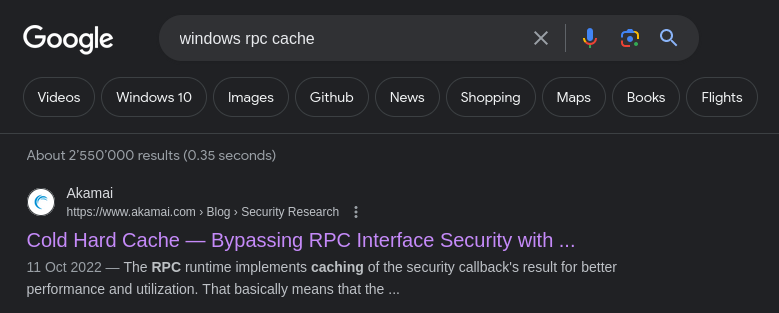 Google
windows rpc cache
Videos Windows 10 Images Github News Shopping Maps Books Flights
About 2'550'000 results (0.35 seconds)
Akamai
https://www.akamai.com › Blog › Security Research
Cold Hard Cache — Bypassing RPC Interface Security with ...
11 Oct 2022 — The RPC runtime implements caching of the security callback's result for better
performance and utilization. That basically means that the ...